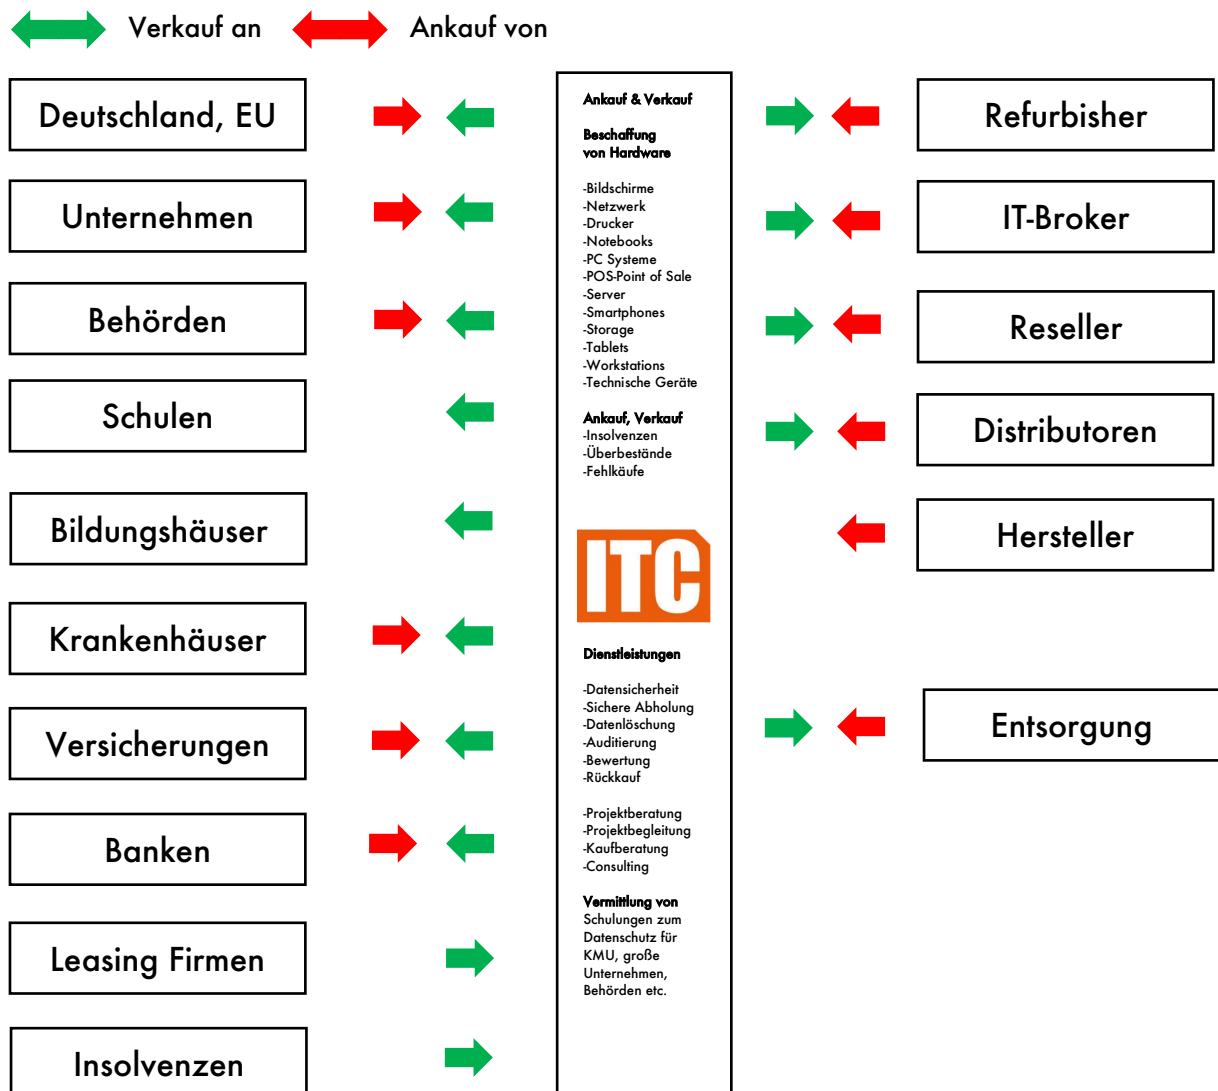 Verkauf an
Ankauf von
Deutschland, EU
Unternehmen
Behörden
Schulen
Bildungshäuser
Krankenhäuser
Versicherungen
Banken
Leasing Firmen
Insolvenzen
Ankauf & Verkauf
Beschaffung
von Hardware
-Bildschirme
-Netzwerk
-Drucker
-Notebooks
-PC Systeme
-POS-Point of Sale
-Server
-Smartphones
-Storage
-Tablets
-Workstations
-Technische Geräte
Ankauf, Verkauf
-Insolvenzen
-Überbestände
-Fehlkäufe
ITC
Dienstleistungen
-Datensicherheit
-Sichere Abholung
-Datenlöschung
-Auditierung
-Bewertung
-Rückkauf
-Projektberatung
-Projektbegleitung
-Kaufberatung
-Consulting
Vermittlung von
Schulungen zum
Datenschutz für
KMU, große
Unternehmen,
Behörden etc.
Refurbisher
IT-Broker
Reseller
Distributoren
Hersteller
Entsorgung